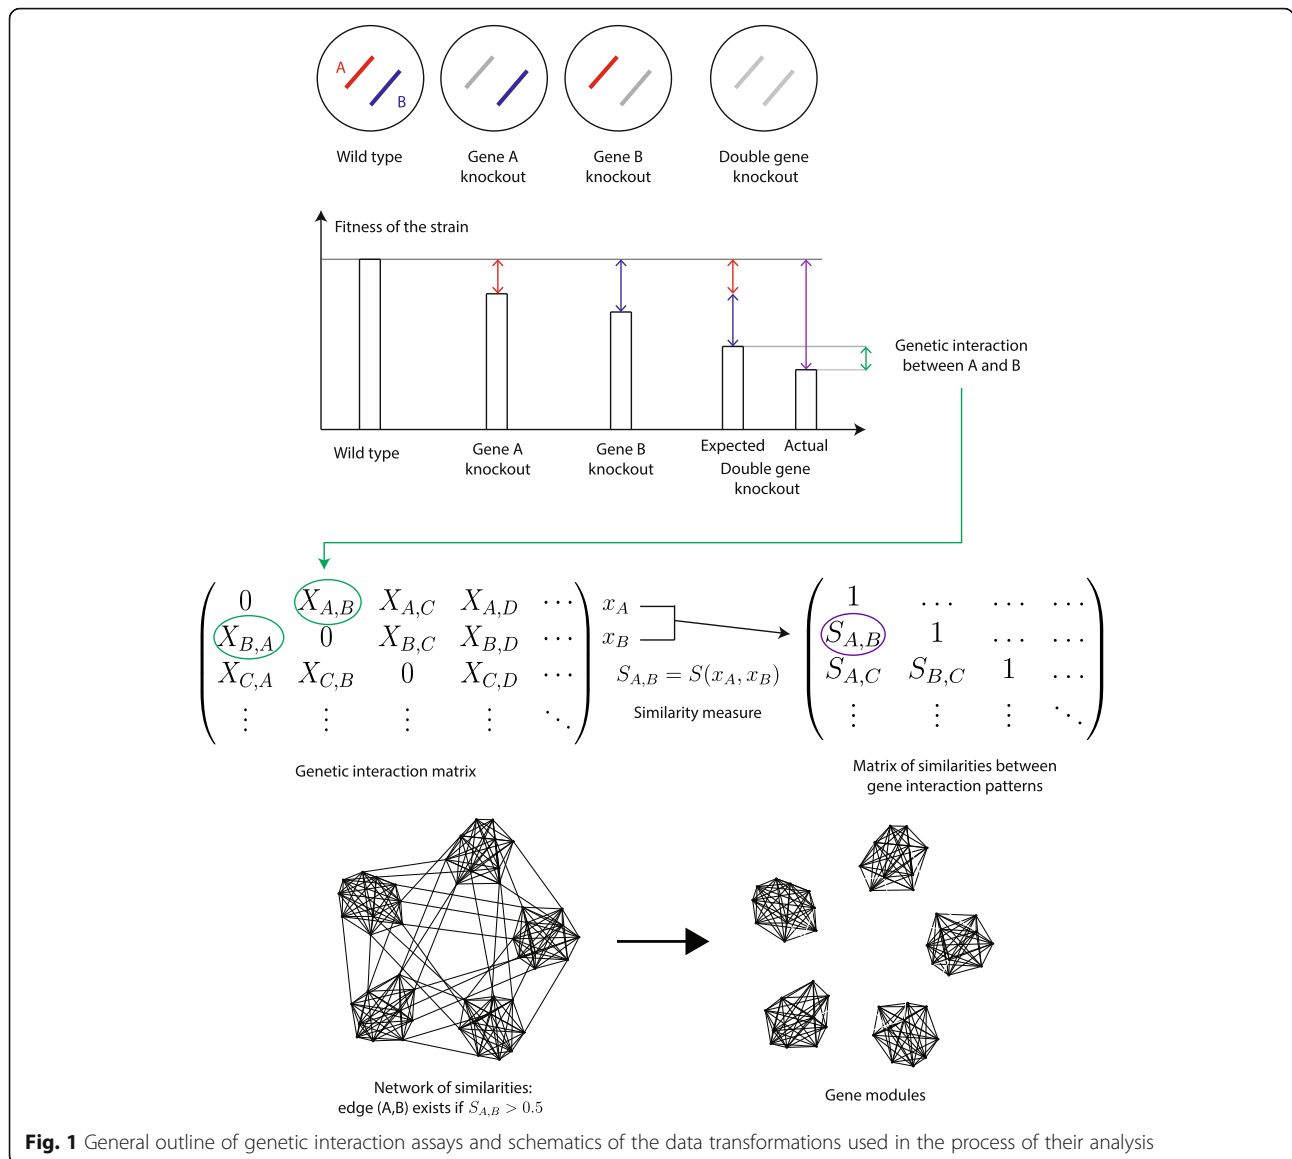 A
B
Wild type
Gene A
knockout
Gene B
knockout
Double gene
knockout
Fitness of the strain
Genetic interaction
between A and B
Wild type
Gene A
knockout
Gene B
knockout
Expected
Actual
Double gene
knockout
0 X_{A,B} X_{A,C} X_{A,D} ⋯
X_{B,A} 0 X_{B,C} X_{B,D} ⋯
X_{C,A} X_{C,B} 0 X_{C,D} ⋯
⋮ ⋮ ⋮ ⋮ ⋱
x_A
x_B
S_{A,B} = S(x_A, x_B)
Similarity measure
1 … … …
S_{A,B} 1 … …
S_{A,C} S_{B,C} 1 …
⋮ ⋮ ⋮ ⋱
Genetic interaction matrix
Matrix of similarities between
gene interaction patterns
Network of similarities:
edge (A,B) exists if S_{A,B} > 0.5
Gene modules
Fig. 1 General outline of genetic interaction assays and schematics of the data transformations used in the process of their analysis